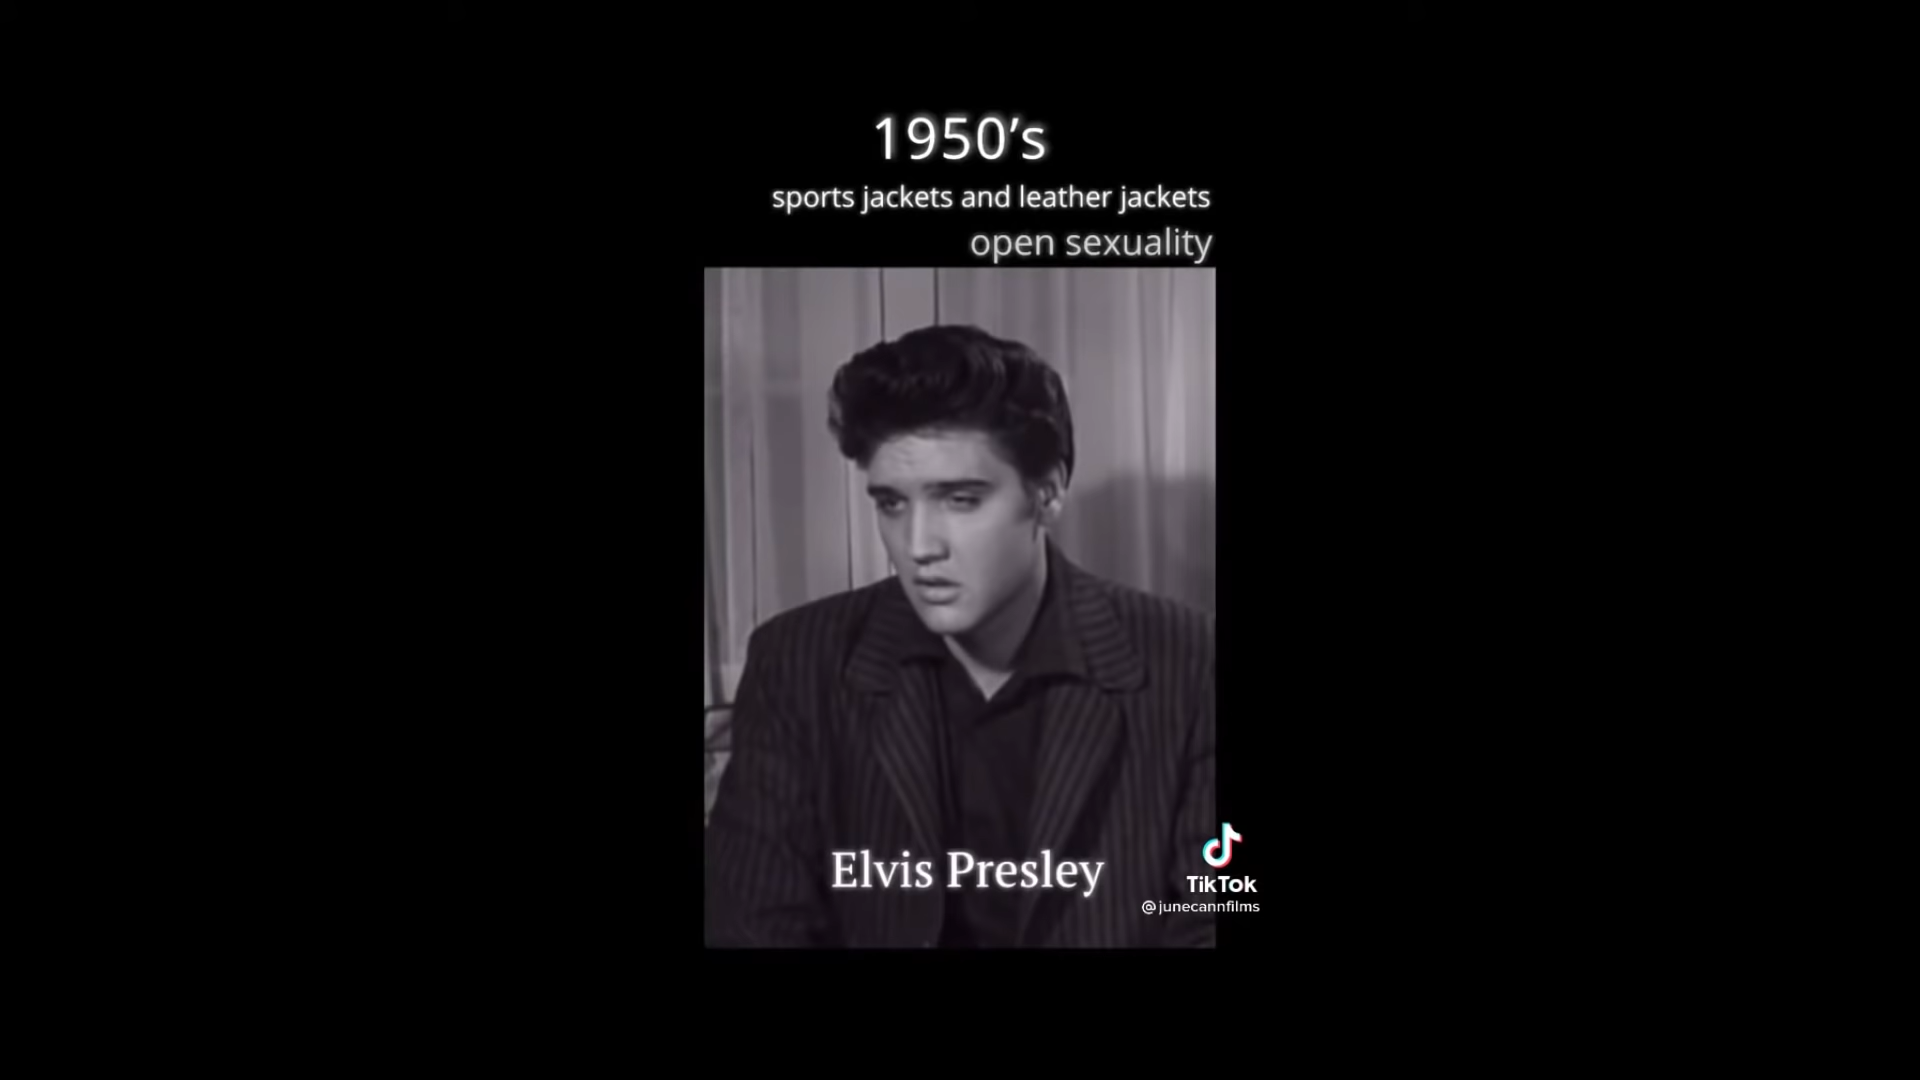 1950’s
sports jackets and leather jackets
open sexuality
Elvis Presley
TikTok
@junecannfilms